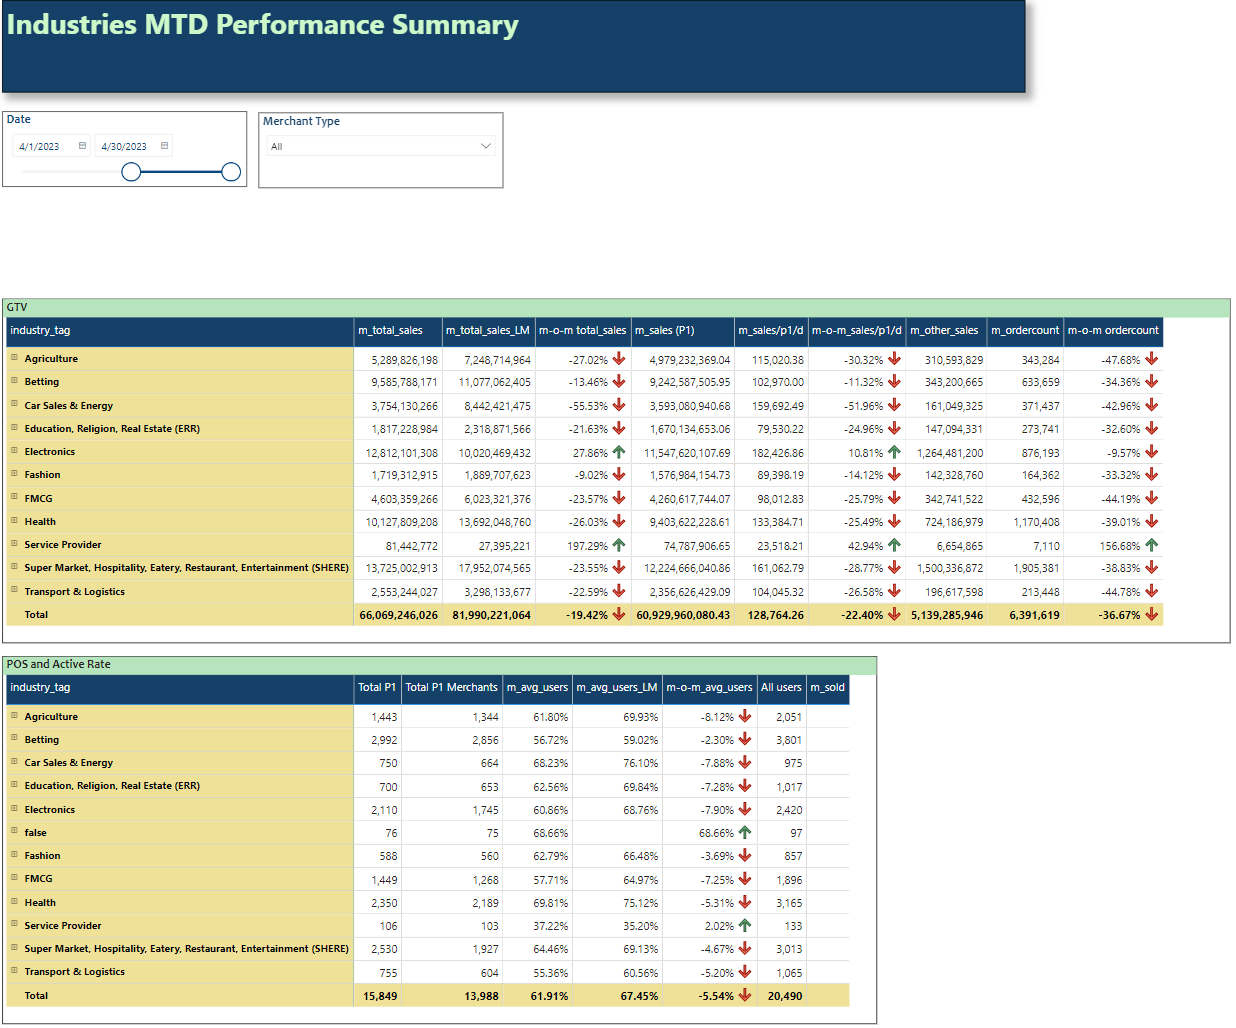 Industries MTD Performance Summary
Date
4/1/2023 4/30/2023
Merchant Type
All
GTV
industry_tag m_total_sales m_total_sales_LM m-o-m total_sales m_sales (P1) m_sales/p1/d m-o-m_sales/p1/d m_other_sales m_ordercount m-o-m ordercount
Agriculture 5,289,826,198 7,248,714,964 -27.02% 4,979,232,369.04 115,020.38 -30.32% 310,593,829 343,284 -47.68%
Betting 9,585,788,171 11,077,062,405 -13.46% 9,242,587,505.95 102,970.00 -11.32% 343,200,665 633,659 -34.36%
Car Sales & Energy 3,754,130,266 8,442,421,475 -55.53% 3,593,080,940.68 159,692.49 -51.96% 161,049,325 371,437 -42.96%
Education, Religion, Real Estate (ERR) 1,817,228,984 2,318,871,566 -21.63% 1,670,134,653.06 79,530.22 -24.96% 147,094,331 273,741 -32.60%
Electronics 12,812,101,308 10,020,469,432 27.86% 11,547,620,107.69 182,426.86 10.81% 1,264,481,200 876,193 -9.57%
Fashion 1,719,312,915 1,889,707,623 -9.02% 1,576,984,154.73 89,398.19 -14.12% 142,328,760 164,362 -33.32%
FMCG 4,603,359,266 6,023,321,376 -23.57% 4,260,617,744.07 98,012.83 -25.79% 342,741,522 432,596 -44.19%
Health 10,127,809,208 13,692,048,760 -26.03% 9,403,622,228.61 133,384.71 -25.49% 724,186,979 1,170,408 -39.01%
Service Provider 81,442,772 27,395,221 197.29% 74,787,906.65 23,518.21 42.94% 6,654,865 7,110 156.68%
Super Market, Hospitality, Eatery, Restaurant, Entertainment (SHERE) 13,725,002,913 17,952,074,565 -23.55% 12,224,666,040.86 161,062.79 -28.77% 1,500,336,872 1,905,381 -38.83%
Transport & Logistics 2,553,244,027 3,298,133,677 -22.59% 2,356,626,429.09 104,045.32 -26.58% 196,617,598 213,448 -44.78%
Total 66,069,246,026 81,990,221,064 -19.42% 60,929,960,080.43 128,764.26 -22.40% 5,139,285,946 6,391,619 -36.67%
POS and Active Rate
industry_tag Total P1 Total P1 Merchants m_avg_users m_avg_users_LM m-o-m_avg_users All users m_sold
Agriculture 1,443 1,344 61.80% 69.93% -8.12% 2,051
Betting 2,992 2,856 56.72% 59.02% -2.30% 3,801
Car Sales & Energy 750 664 68.23% 76.10% -7.88% 975
Education, Religion, Real Estate (ERR) 700 653 62.56% 69.84% -7.28% 1,017
Electronics 2,110 1,745 60.86% 68.76% -7.90% 2,420
false 76 75 68.66% 68.66% 97
Fashion 588 560 62.79% 66.48% -3.69% 857
FMCG 1,449 1,268 57.71% 64.97% -7.25% 1,896
Health 2,350 2,189 69.81% 75.12% -5.31% 3,165
Service Provider 106 103 37.22% 35.20% 2.02% 133
Super Market, Hospitality, Eatery, Restaurant, Entertainment (SHERE) 2,530 1,927 64.46% 69.13% -4.67% 3,013
Transport & Logistics 755 604 55.36% 60.56% -5.20% 1,065
Total 15,849 13,988 61.91% 67.45% -5.54% 20,490